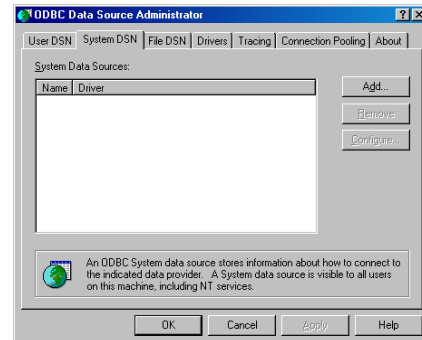 ODBC Data Source Administrator
User DSN System DSN File DSN Drivers Tracing Connection Pooling About
System Data Sources:
Name Driver
Add...
Remove
Configure...
An ODBC System data source stores information about how to connect to
the indicated data provider. A System data source is visible to all users
on this machine, including NT services.
OK Cancel Apply Help